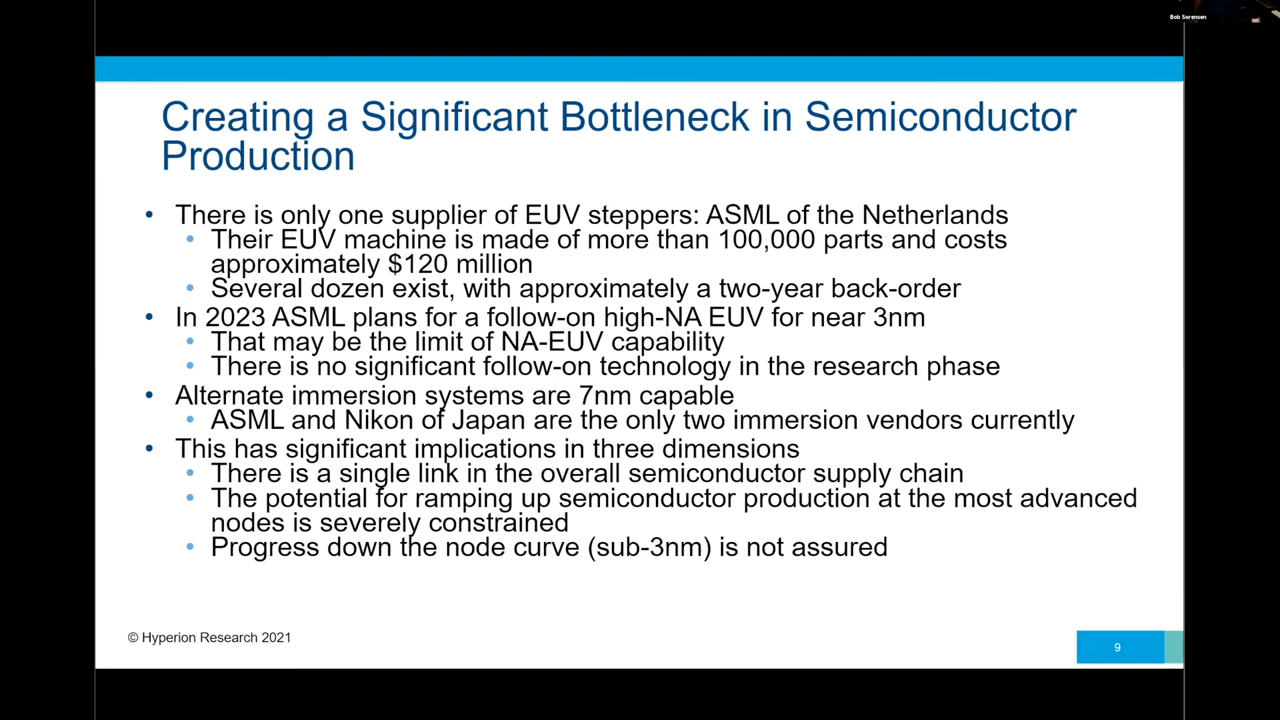 Bob Sorensen
Creating a Significant Bottleneck in Semiconductor
Production
• There is only one supplier of EUV steppers: ASML of the Netherlands
• Their EUV machine is made of more than 100,000 parts and costs
approximately $120 million
• Several dozen exist, with approximately a two-year back-order
• In 2023 ASML plans for a follow-on high-NA EUV for near 3nm
• That may be the limit of NA-EUV capability
• There is no significant follow-on technology in the research phase
• Alternate immersion systems are 7nm capable
• ASML and Nikon of Japan are the only two immersion vendors currently
• This has significant implications in three dimensions
• There is a single link in the overall semiconductor supply chain
• The potential for ramping up semiconductor production at the most advanced
nodes is severely constrained
• Progress down the node curve (sub-3nm) is not assured
© Hyperion Research 2021
9